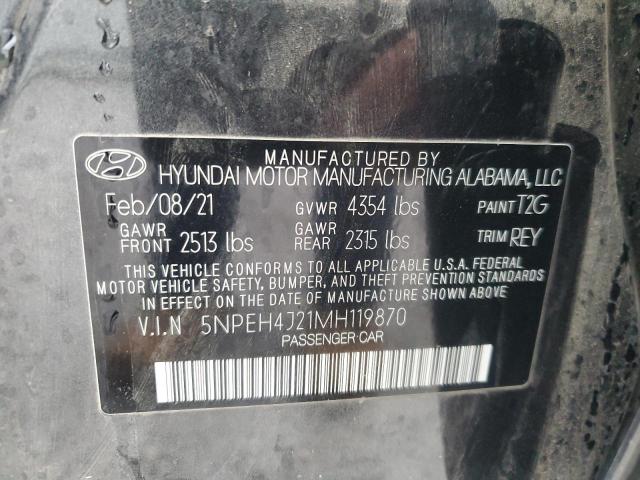 MANUFACTURED BY
HYUNDAI MOTOR MANUFACTURING ALABAMA, LLC
Feb/08/21 GVWR 4354 lbs PAINT T2G
GAWR FRONT 2513 lbs GAWR REAR 2315 lbs TRIM REY
THIS VEHICLE CONFORMS TO ALL APPLICABLE U.S.A. FEDERAL
MOTOR VEHICLE SAFETY, BUMPER, AND THEFT PREVENTION STANDARDS
IN EFFECT ON THE DATE OF MANUFACTURE SHOWN ABOVE
V.I.N 5NPEH4J21MH119870
PASSENGER CAR